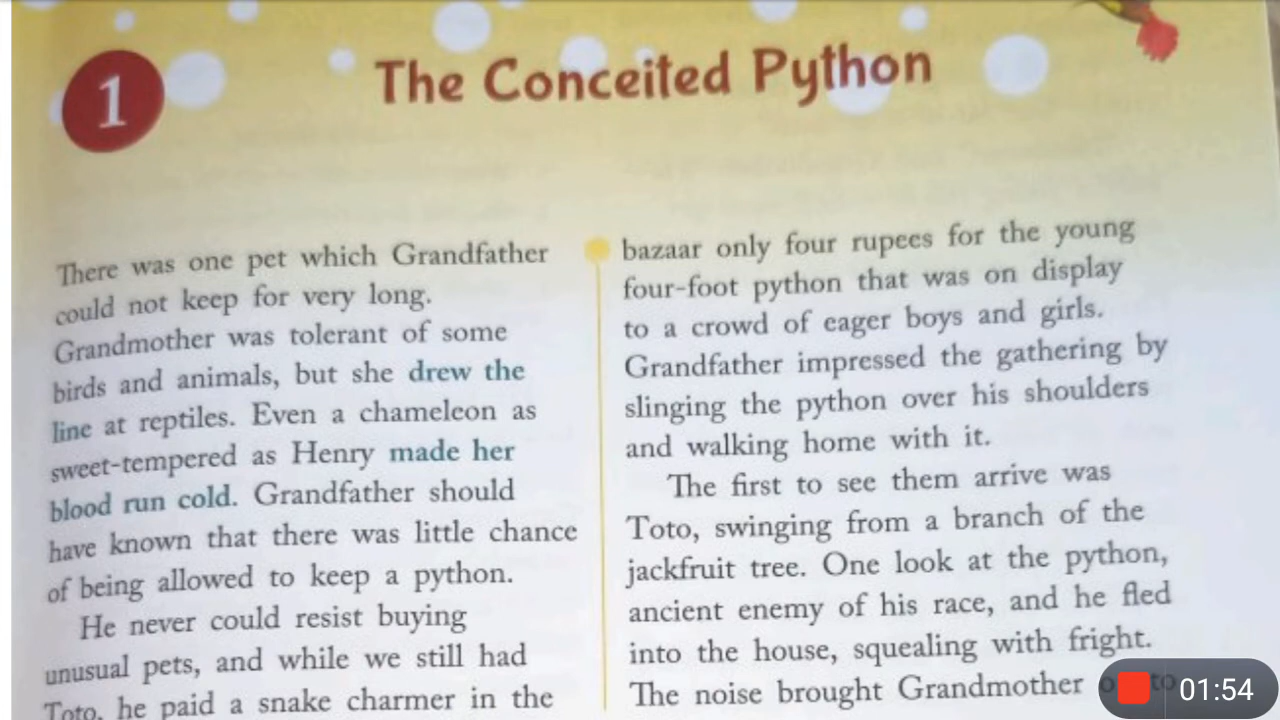 1
The Conceited Python
There was one pet which Grandfather
could not keep for very long.
Grandmother was tolerant of some
birds and animals, but she drew the
line at reptiles. Even a chameleon as
sweet-tempered as Henry made her
blood run cold. Grandfather should
have known that there was little chance
of being allowed to keep a python.
He never could resist buying
unusual pets, and while we still had
Toto, he paid a snake charmer in the
bazaar only four rupees for the young
four-foot python that was on display
to a crowd of eager boys and girls.
Grandfather impressed the gathering by
slinging the python over his shoulders
and walking home with it.
The first to see them arrive was
Toto, swinging from a branch of the
jackfruit tree. One look at the python,
ancient enemy of his race, and he fled
into the house, squealing with fright.
The noise brought Grandmother
01:54